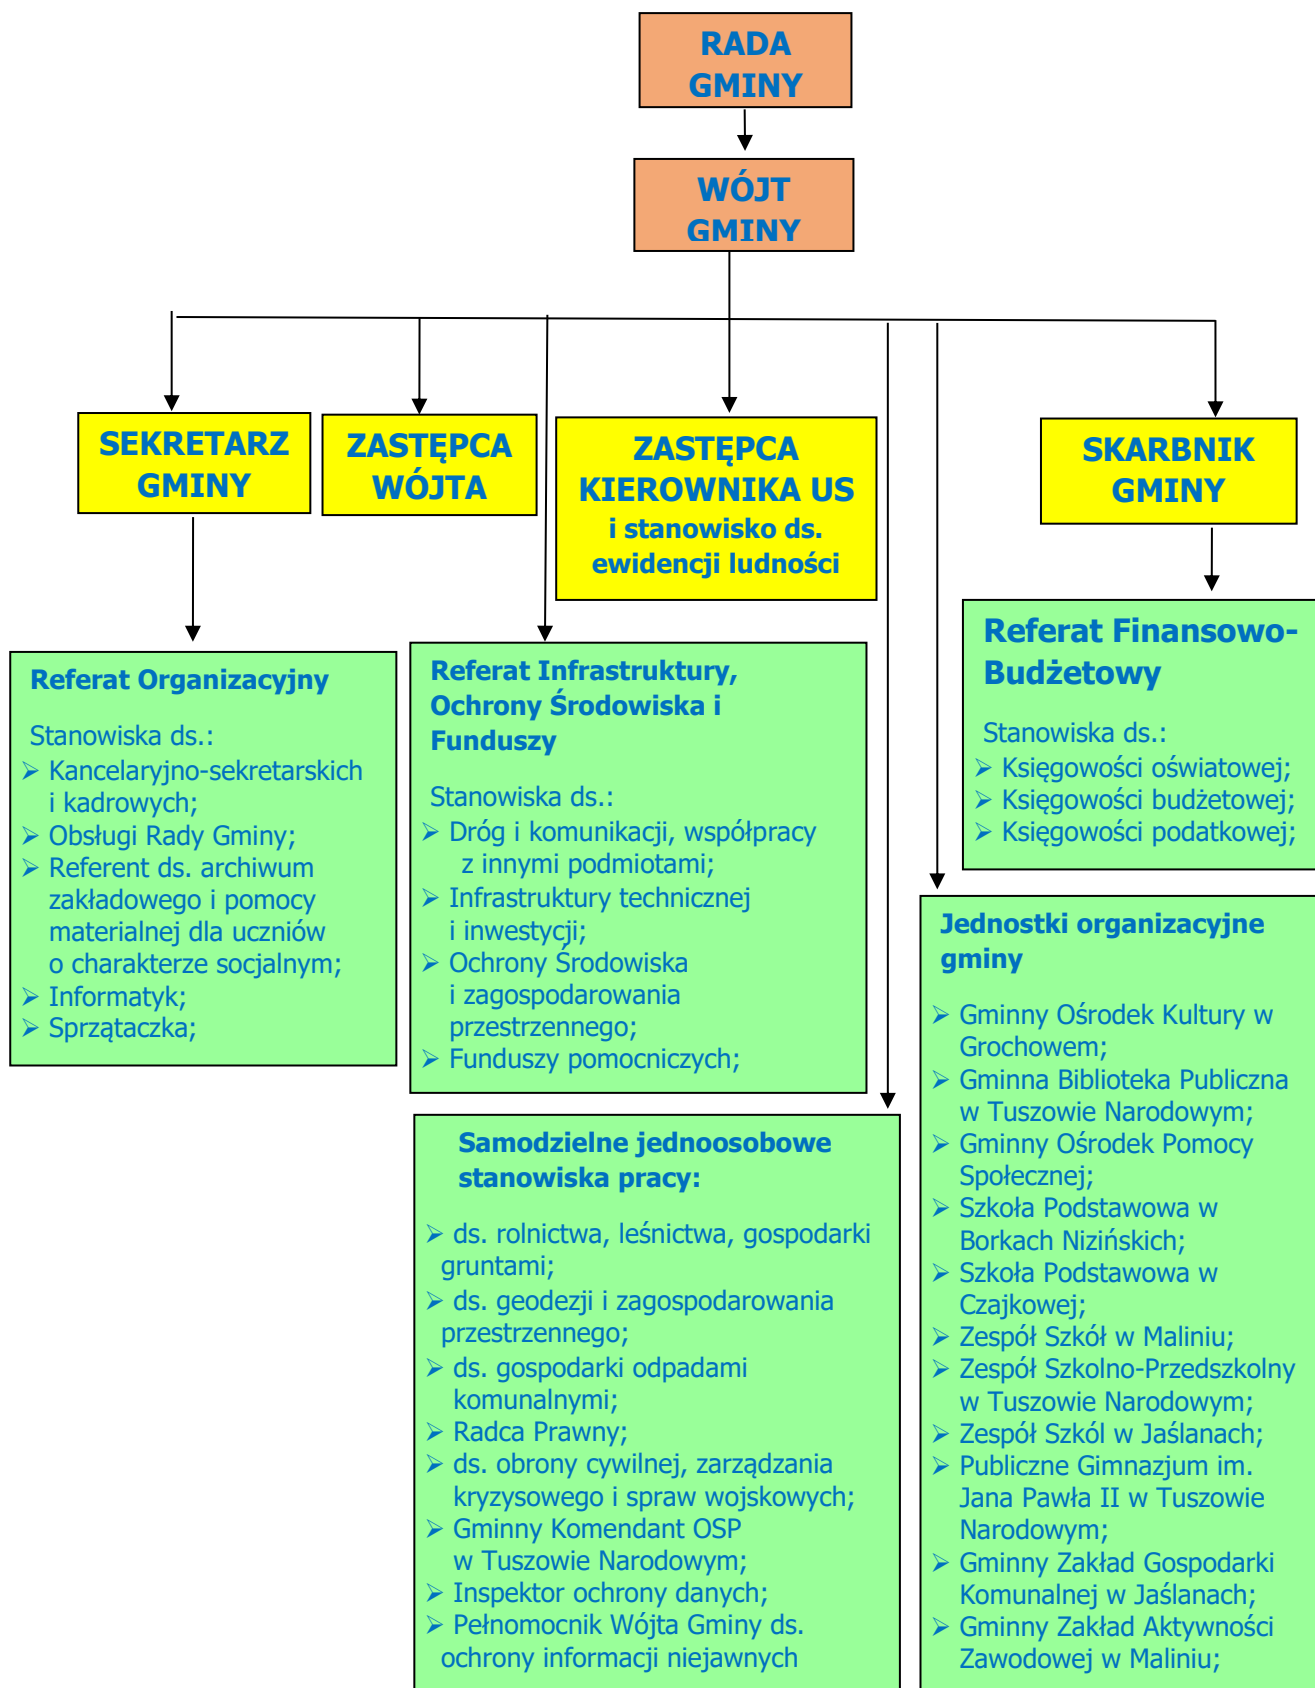 RADA
GMINY
WÓJT
GMINY
SEKRETARZ
GMINY
ZASTĘPCA
WÓJTA
ZASTĘPCA
KIEROWNIKA US
i stanowisko ds.
ewidencji ludności
SKARBNIK
GMINY
Referat Organizacyjny
Stanowiska ds.:
➢ Kancelaryjno-sekretarskich
i kadrowych;
➢ Obsługi Rady Gminy;
➢ Referent ds. archiwum
zakładowego i pomocy
materialnej dla uczniów
o charakterze socjalnym;
➢ Informatyk;
➢ Sprzątaczka;
Referat Infrastruktury,
Ochrony Środowiska i
Funduszy
Stanowiska ds.:
➢ Dróg i komunikacji, współpracy
z innymi podmiotami;
➢ Infrastruktury technicznej
i inwestycji;
➢ Ochrony Środowiska
i zagospodarowania
przestrzennego;
➢ Funduszy pomocniczych;
Referat Finansowo-
Budżetowy
Stanowiska ds.:
➢ Księgowości oświatowej;
➢ Księgowości budżetowej;
➢ Księgowości podatkowej;
Samodzielne jednoosobowe
stanowiska pracy:
➢ ds. rolnictwa, leśnictwa, gospodarki
gruntami;
➢ ds. geodezji i zagospodarowania
przestrzennego;
➢ ds. gospodarki odpadami
komunalnymi;
➢ Radca Prawny;
➢ ds. obrony cywilnej, zarządzania
kryzysowego i spraw wojskowych;
➢ Gminny Komendant OSP
w Tuszowie Narodowym;
➢ Inspektor ochrony danych;
➢ Pełnomocnik Wójta Gminy ds.
ochrony informacji niejawnych
Jednostki organizacyjne
gminy
➢ Gminny Ośrodek Kultury w
Grochowem;
➢ Gminna Biblioteka Publiczna
w Tuszowie Narodowym;
➢ Gminny Ośrodek Pomocy
Społecznej;
➢ Szkoła Podstawowa w
Borkach Nizińskich;
➢ Szkoła Podstawowa w
Czajkowej;
➢ Zespół Szkół w Maliniu;
➢ Zespół Szkolno-Przedszkolny
w Tuszowie Narodowym;
➢ Zespół Szkól w Jaślanach;
➢ Publiczne Gimnazjum im.
Jana Pawła II w Tuszowie
Narodowym;
➢ Gminny Zakład Gospodarki
Komunalnej w Jaślanach;
➢ Gminny Zakład Aktywności
Zawodowej w Maliniu;